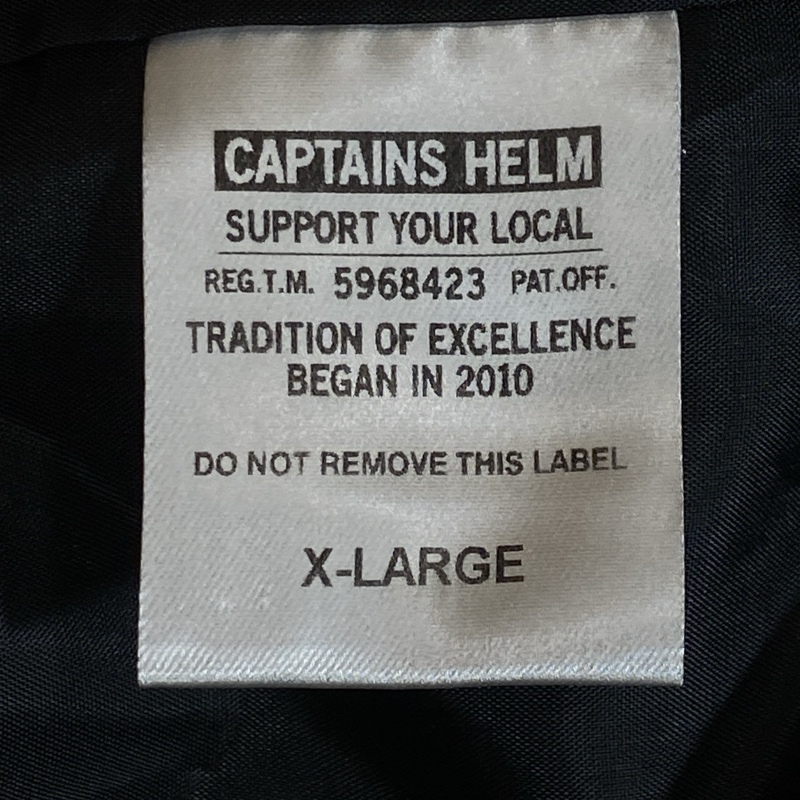 CAPTAINS HELM
SUPPORT YOUR LOCAL
REG.T.M. 5968423 PAT.OFF.
TRADITION OF EXCELLENCE
BEGAN IN 2010
DO NOT REMOVE THIS LABEL
X-LARGE